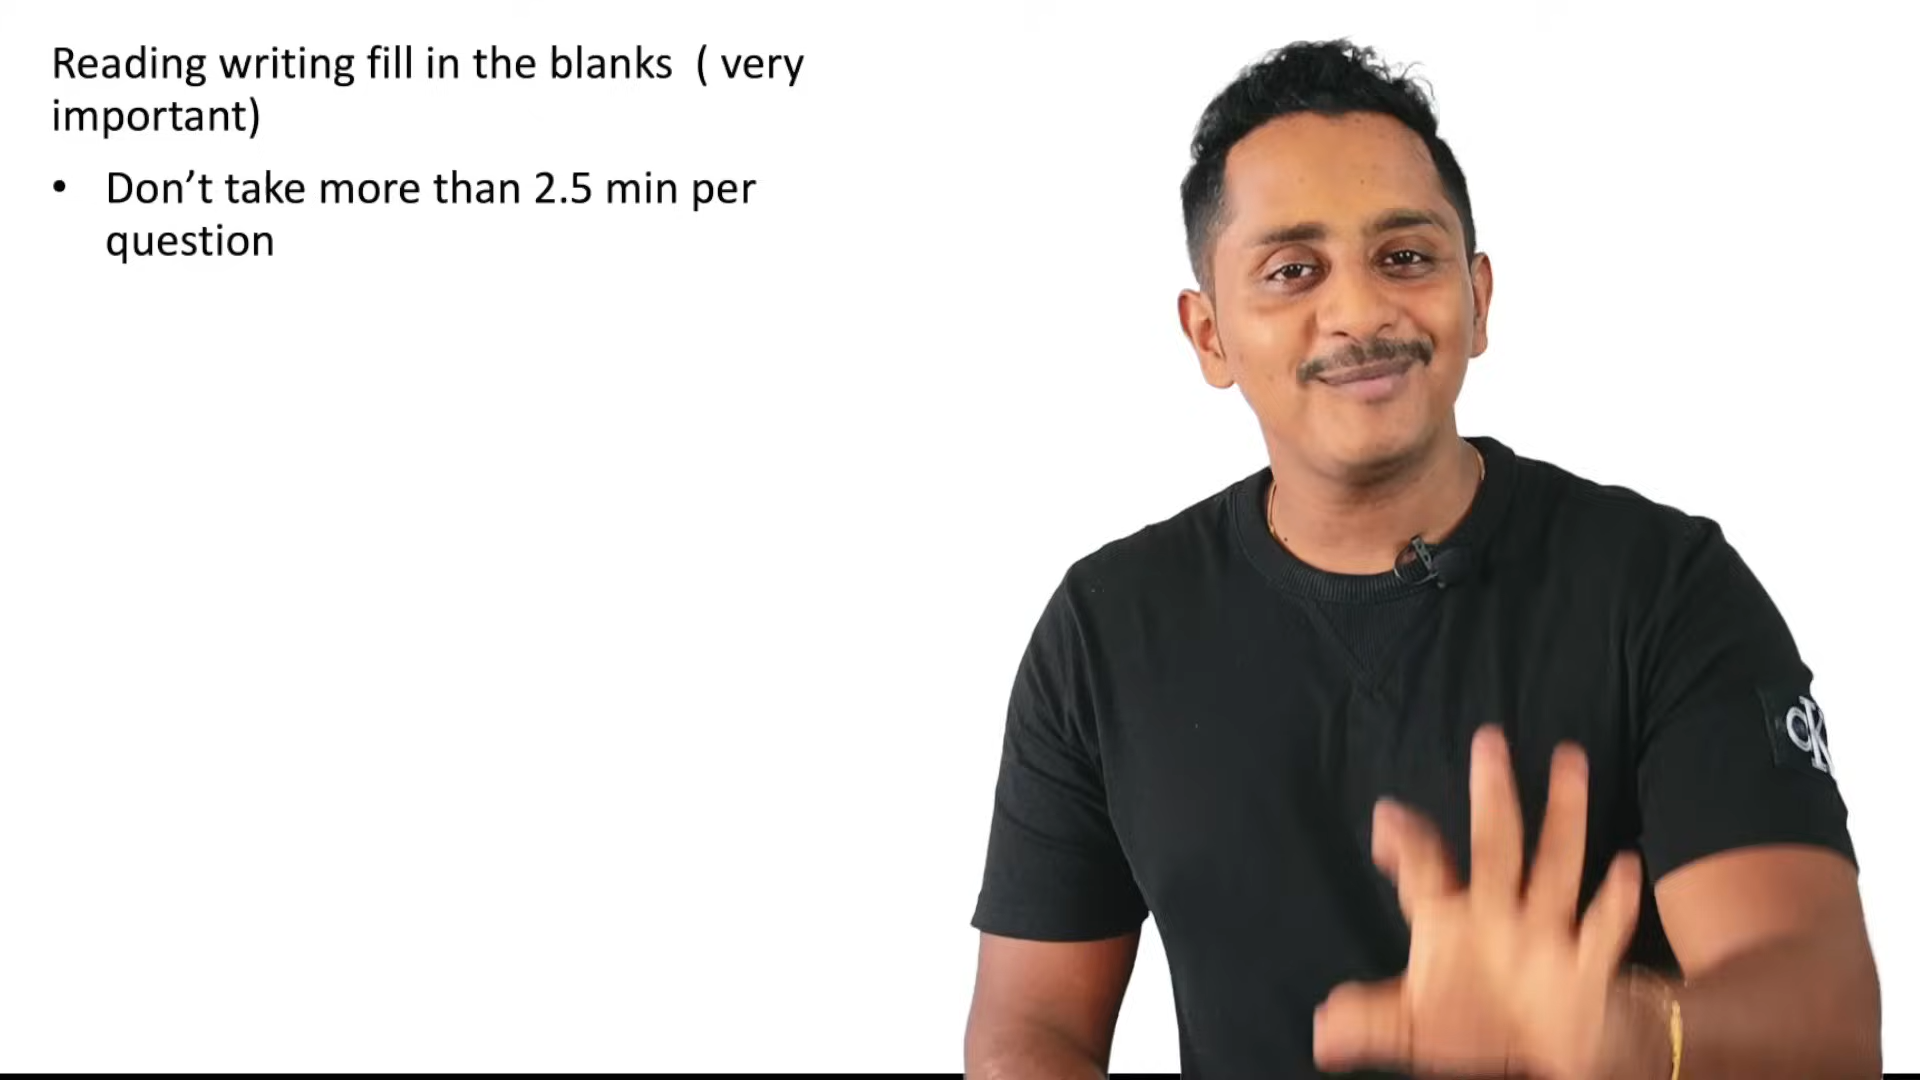 Reading writing fill in the blanks  ( very
important)
• Don’t take more than 2.5 min per
question